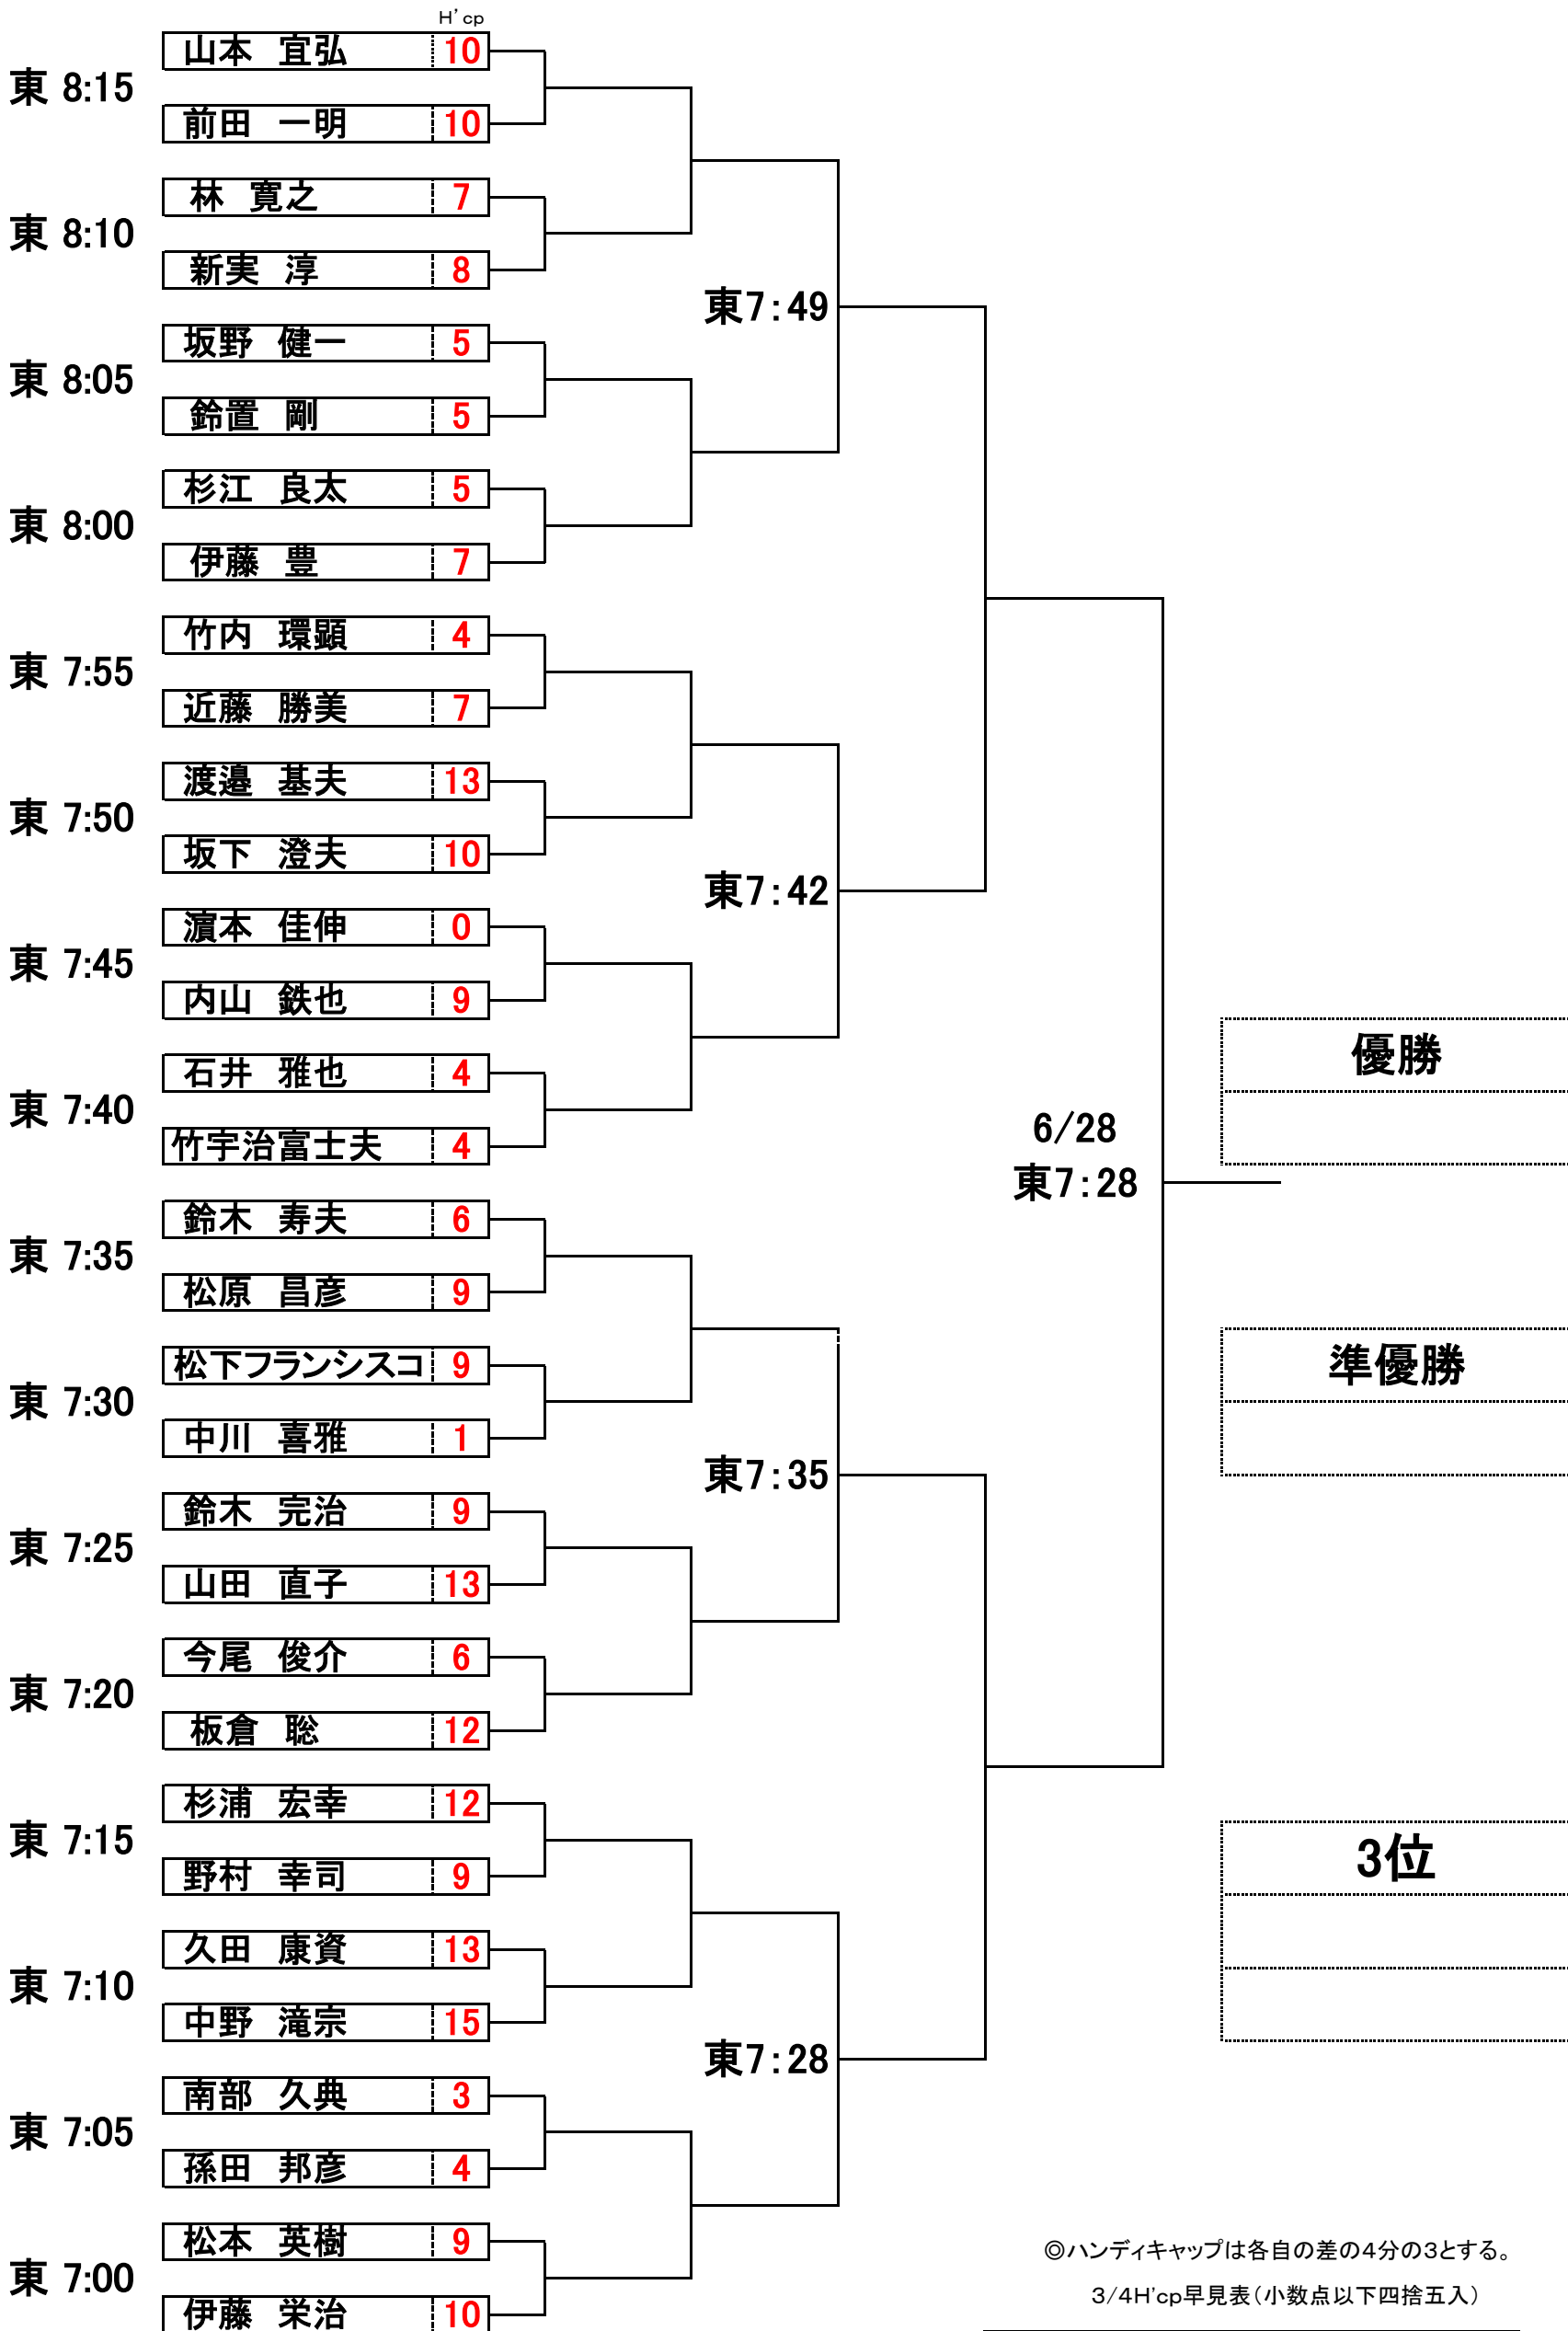 H'cp
山本　宜弘 10
東 8:15
前田　一明 10
林　寛之 7
東 8:10
新実　淳 8
東7:49
坂野　健一 5
東 8:05
鈴置　剛 5
杉江　良太 5
東 8:00
伊藤　豊 7
竹内　環顕 4
東 7:55
近藤　勝美 7
渡邉　基夫 13
東 7:50
坂下　澄夫 10
東7:42
濵本　佳伸 0
東 7:45
内山　鉄也 9
優勝
石井　雅也 4
東 7:40
竹宇治富士夫 4
6/28
東7:28
鈴木　寿夫 6
東 7:35
松原　昌彦 9
準優勝
松下フランシスコ 9
東 7:30
中川　喜雅 1
東7:35
鈴木　完治 9
東 7:25
山田　直子 13
今尾　俊介 6
東 7:20
板倉　聡 12
杉浦　宏幸 12
東 7:15
野村　幸司 9
3位
久田　康資 13
東 7:10
中野　滝宗 15
東7:28
南部　久典 3
東 7:05
孫田　邦彦 4
松本　英樹 9
東 7:00
伊藤　栄治 10
◎ハンディキャップは各自の差の4分の3とする。
3/4H'cp早見表（小数点以下四捨五入）